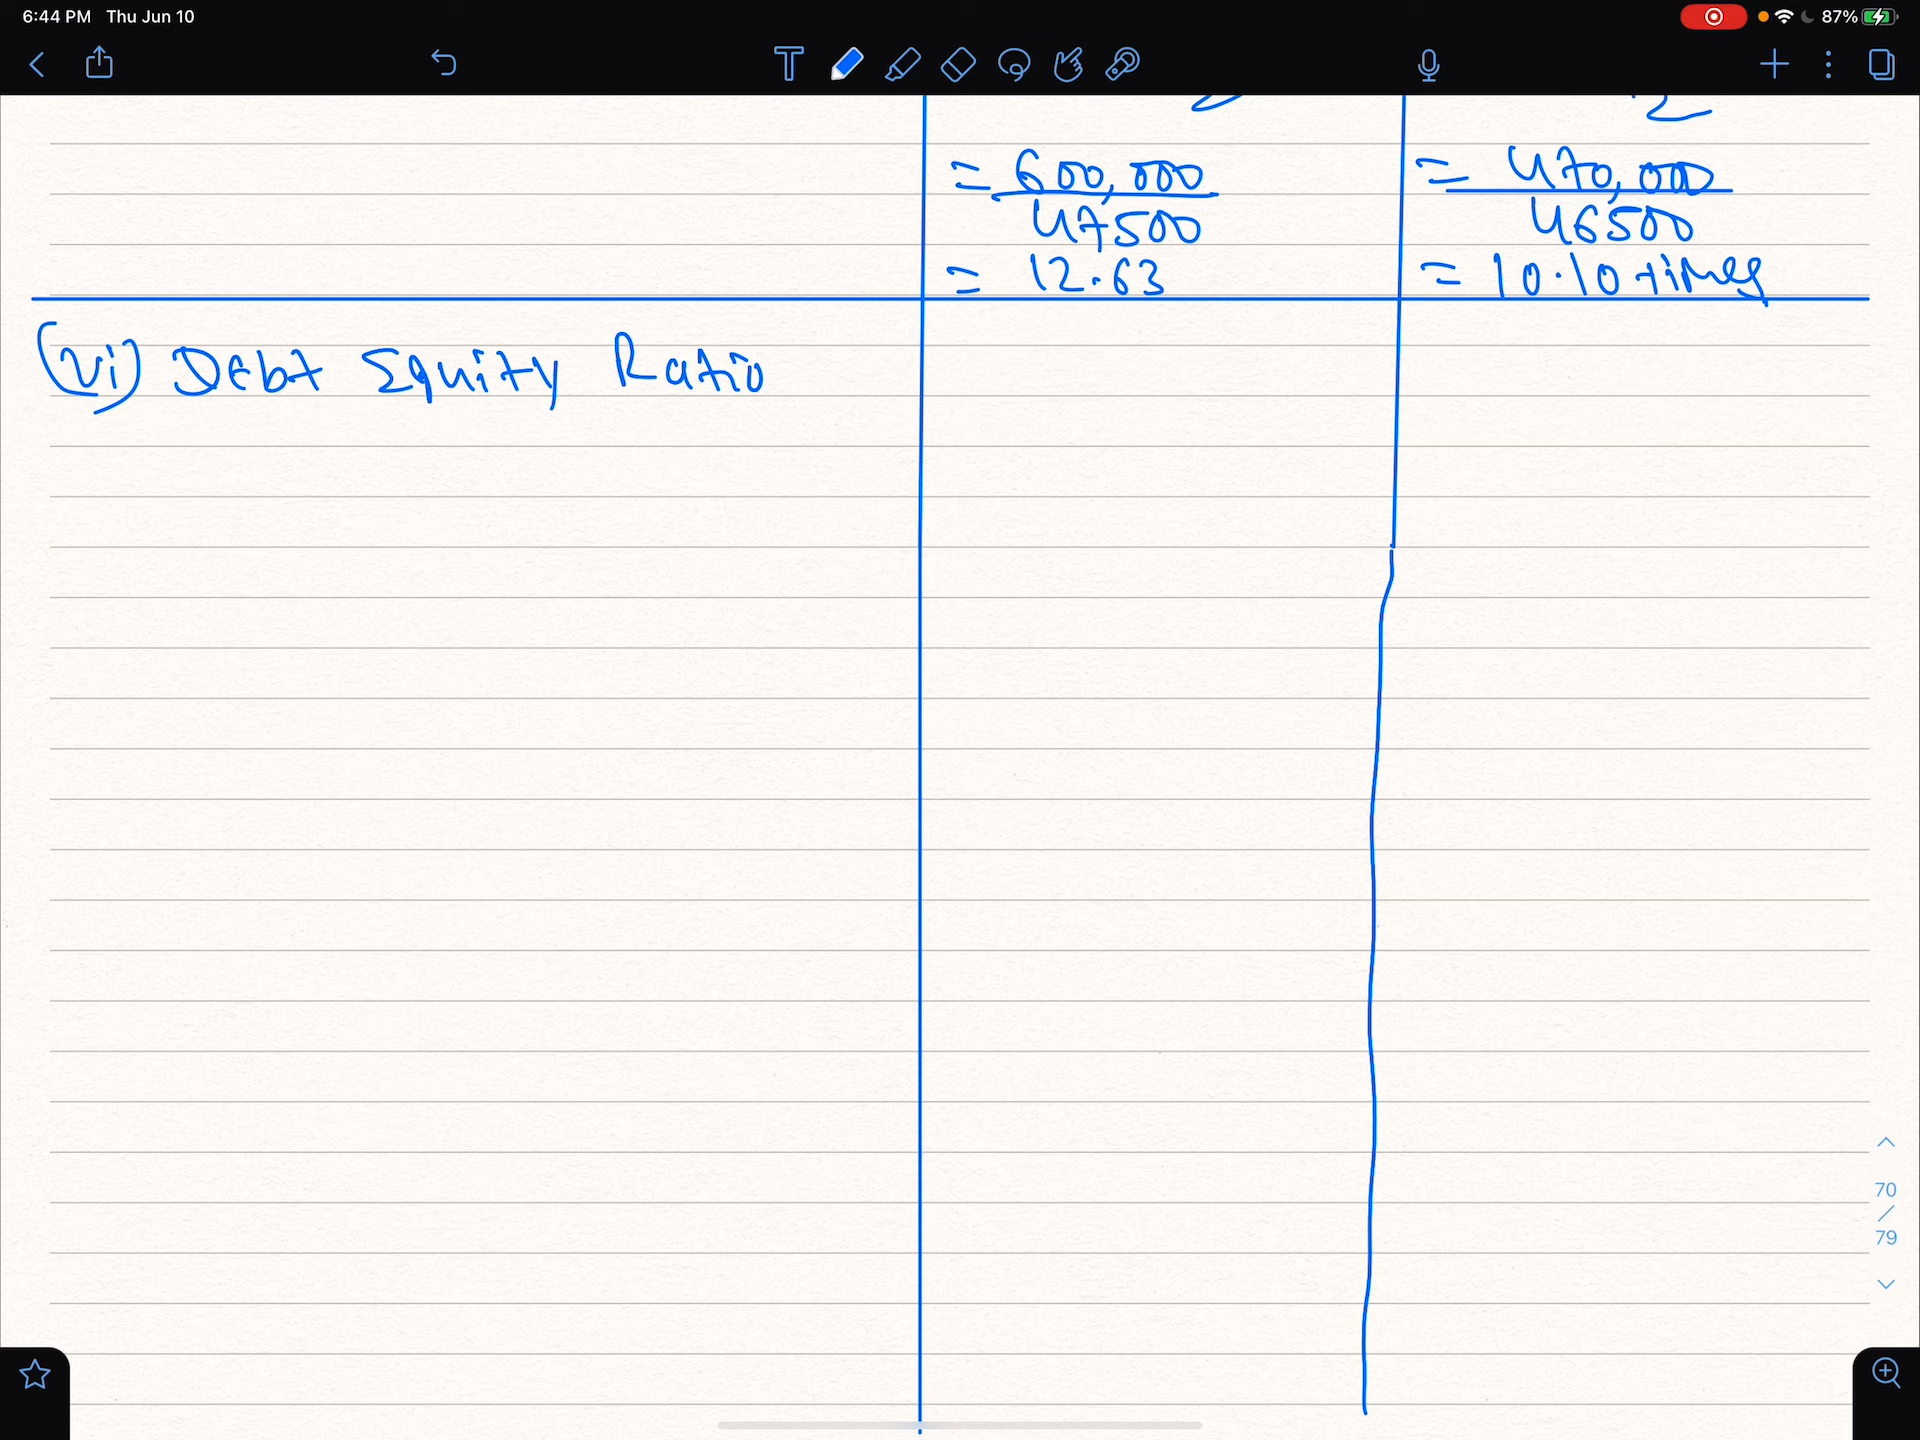 6:44 PM Thu Jun 10
87%
2
= 600,000 = 470,000
47500 46500
= 12.63 = 10.10 times
(vi) Debt Equity Ratio
70
/
79